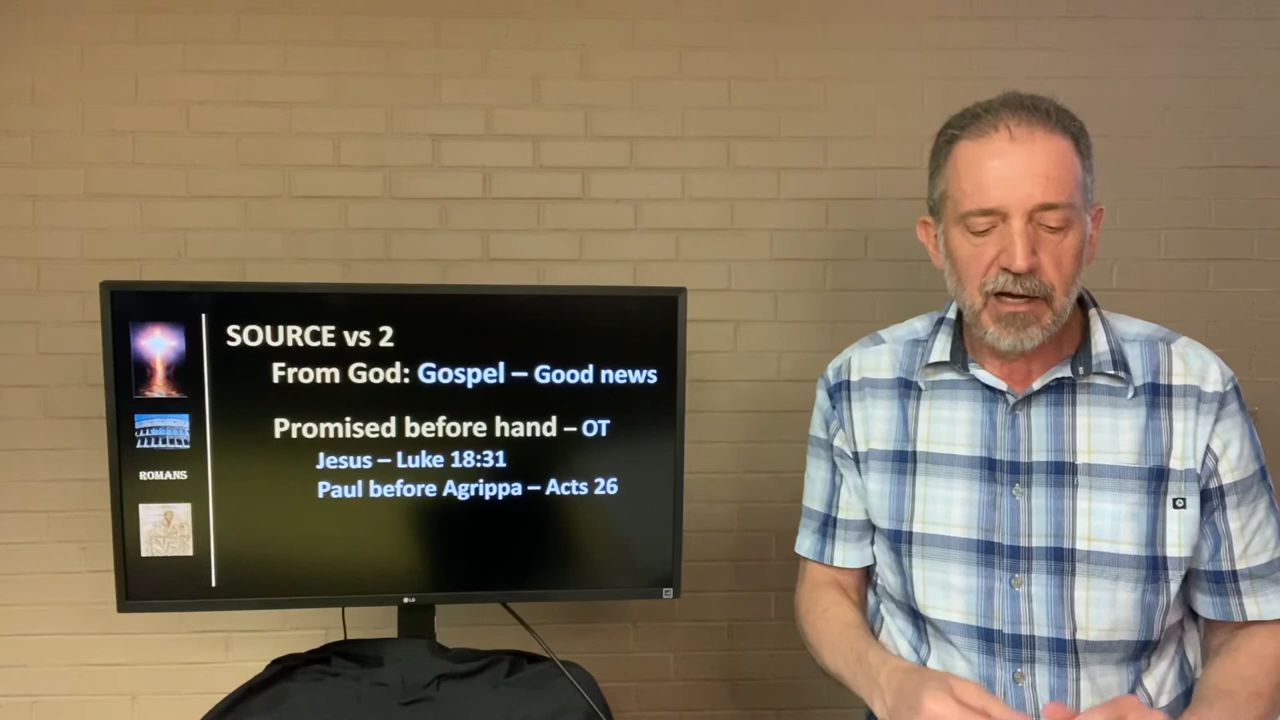 SOURCE vs 2
From God: Gospel – Good news
Promised before hand – OT
Jesus – Luke 18:31
Paul before Agrippa – Acts 26
ROMANS
LG